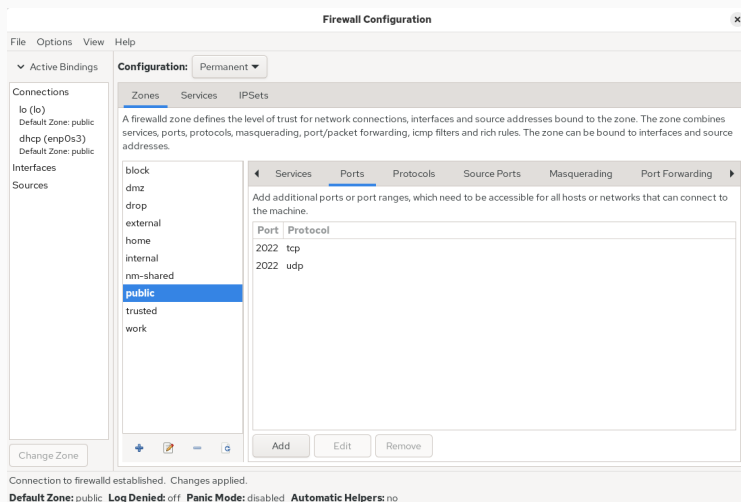 Firewall Configuration
File Options View Help
Active Bindings
Configuration: Permanent
Connections
lo (lo)
Default Zone: public
dhcp (enp0s3)
Default Zone: public
Interfaces
Sources
Change Zone
Zones Services IPSets
A firewalld zone defines the level of trust for network connections, interfaces and source addresses bound to the zone. The zone combines
services, ports, protocols, masquerading, port/packet forwarding, icmp filters and rich rules. The zone can be bound to interfaces and source
addresses.
block
dmz
drop
external
home
internal
nm-shared
public
trusted
work
Services Ports Protocols Source Ports Masquerading Port Forwarding
Add additional ports or port ranges, which need to be accessible for all hosts or networks that can connect to
the machine.
Port Protocol
2022 tcp
2022 udp
Add Edit Remove
Connection to firewalld established. Changes applied.
Default Zone: public Log Denied: off Panic Mode: disabled Automatic Helpers: no